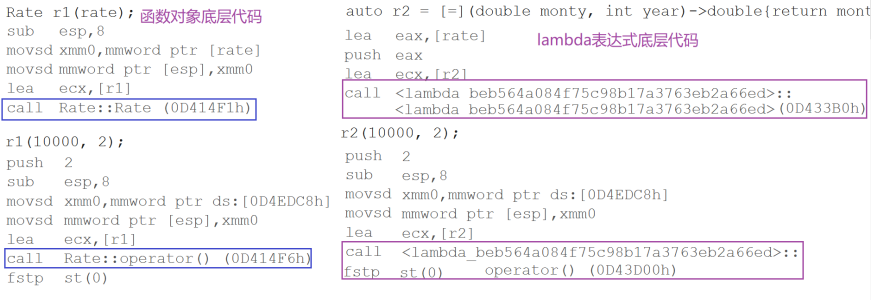 Rate r1(rate);
函数对象底层代码
sub esp,8
movsd xmm0,mmword ptr [rate]
movsd mmword ptr [esp],xmm0
lea ecx,[r1]
call Rate::Rate (0D414F1h)
r1(10000, 2);
push 2
sub esp,8
movsd xmm0,mmword ptr ds:[0D4EDC8h]
movsd mmword ptr [esp],xmm0
lea ecx,[r1]
call Rate::operator() (0D414F6h)
fstp st(0)
auto r2 = [=](double monty, int year)->double{return mont
lea eax,[rate]
lambda表达式底层代码
push eax
lea ecx,[r2]
call <lambda_beb564a084f75c98b17a3763eb2a66ed>::
<lambda_beb564a084f75c98b17a3763eb2a66ed>(0D433B0h)
r2(10000, 2);
push 2
sub esp,8
movsd xmm0,mmword ptr ds:[0D4EDC8h]
movsd mmword ptr [esp],xmm0
lea ecx,[r2]
call <lambda_beb564a084f75c98b17a3763eb2a66ed>::
fstp st(0) operator() (0D43D00h)